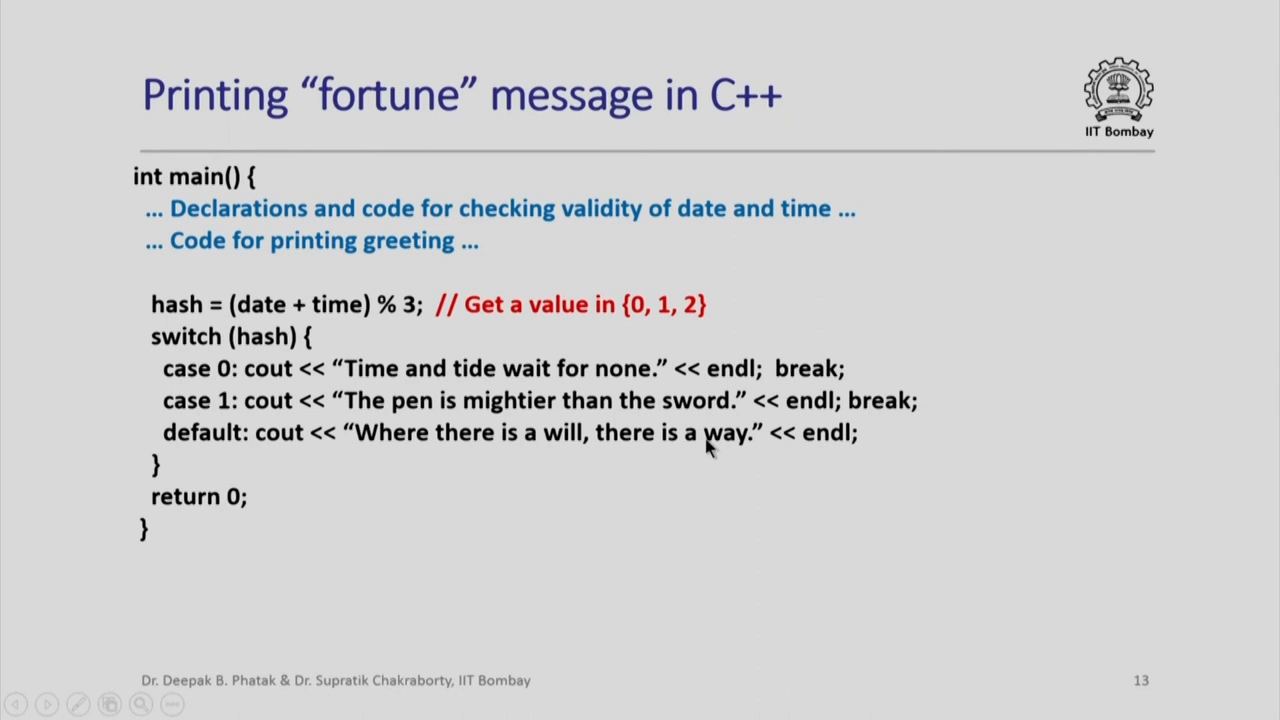 Printing “fortune” message in C++
IIT Bombay
int main() {
... Declarations and code for checking validity of date and time ...
... Code for printing greeting ...
hash = (date + time) % 3; // Get a value in {0, 1, 2}
switch (hash) {
case 0: cout << “Time and tide wait for none.” << endl; break;
case 1: cout << “The pen is mightier than the sword.” << endl; break;
default: cout << “Where there is a will, there is a way.” << endl;
}
return 0;
}
Dr. Deepak B. Phatak & Dr. Supratik Chakraborty, IIT Bombay
13